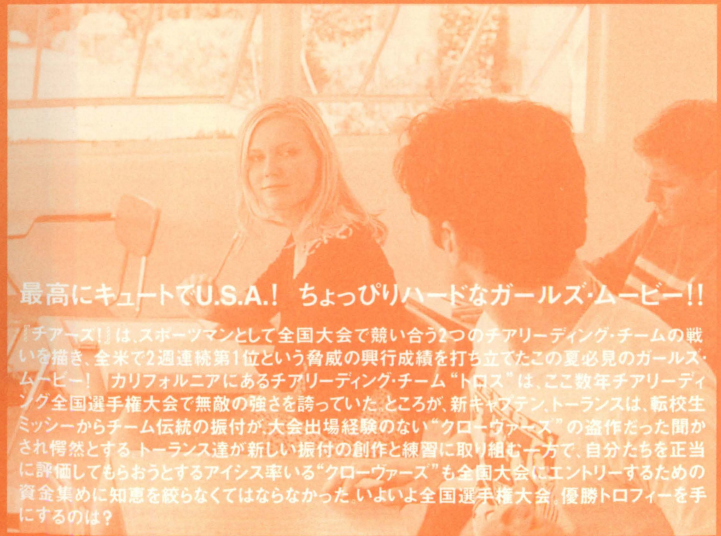 最高にキュートでU.S.A.! ちょっぴりハードなガールズ・ムービー!!
『チアーズ!』は、スポーツマンとして全国大会で競い合う2つのチアリーディング・チームの戦
いを描き、全米で2週連続第1位という脅威の興行成績を打ち立てたこの夏必見のガールズ・
ムービー! カリフォルニアにあるチアリーディング・チーム“トロス”は、ここ数年チアリーディ
ング全国選手権大会で無敵の強さを誇っていた。ところが、新キャプテン、トーランスは、転校生
ミッシーからチーム伝統の振付が、大会出場経験のない“クローヴァーズ”の盗作だった聞か
され愕然とする。トーランス達が新しい振付の創作と練習に取り組む一方で、自分たちを正当
に評価してもらおうとするアイシス率いる“クローヴァーズ”も全国大会にエントリーするための
資金集めに知恵を絞らなくてはならなかった。いよいよ全国選手権大会。優勝トロフィーを手
にするのは?